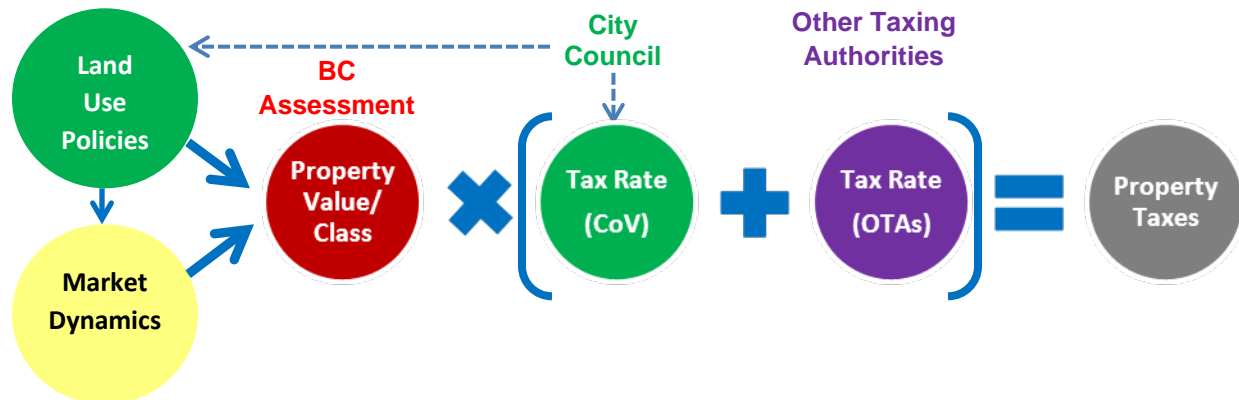 Land
Use
Policies
Market
Dynamics
BC
Assessment
Property
Value/
Class
City
Council
Tax Rate
(CoV)
Other Taxing
Authorities
Tax Rate
(OTAs)
Property
Taxes